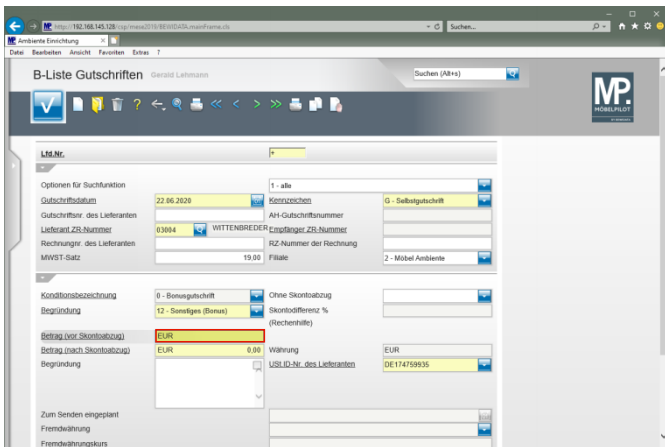 http://192.168.145.128/csp/mesa2019/BEWIDATA.mainFrame.cls
Suchen...
Ambiente Einrichtung
Datei Bearbeiten Ansicht Favoriten Extras ?
B-Liste Gutschriften Gerald Lehmann
Suchen (Alt+s)
MP.
MÖBELPILOT
Lfd.Nr. +
Optionen für Suchfunktion 1 - alle
Gutschriftsdatum 22.06.2020 Kennzeichen G - Selbstgutschrift
Gutschriftsnr. des Lieferanten AH-Gutschriftsnummer
Lieferant ZR-Nummer 03004 WITTENBREDER Empfänger ZR-Nummer
Rechnungnr. des Lieferanten RZ-Nummer der Rechnung
MWST-Satz 19,00 Filiale 2 - Möbel Ambiente
Konditionsbezeichnung 0 - Bonusgutschrift Ohne Skontoabzug
Begründung 12 - Sonstiges (Bonus) Skontodifferenz %
(Rechenhilfe)
Betrag (vor Skontoabzug) EUR
Betrag (nach Skontoabzug) EUR 0,00 Währung EUR
Begründung USt.ID-Nr. des Lieferanten DE174759935
Zum Senden eingeplant
Fremdwährung
Fremdwährungskurs